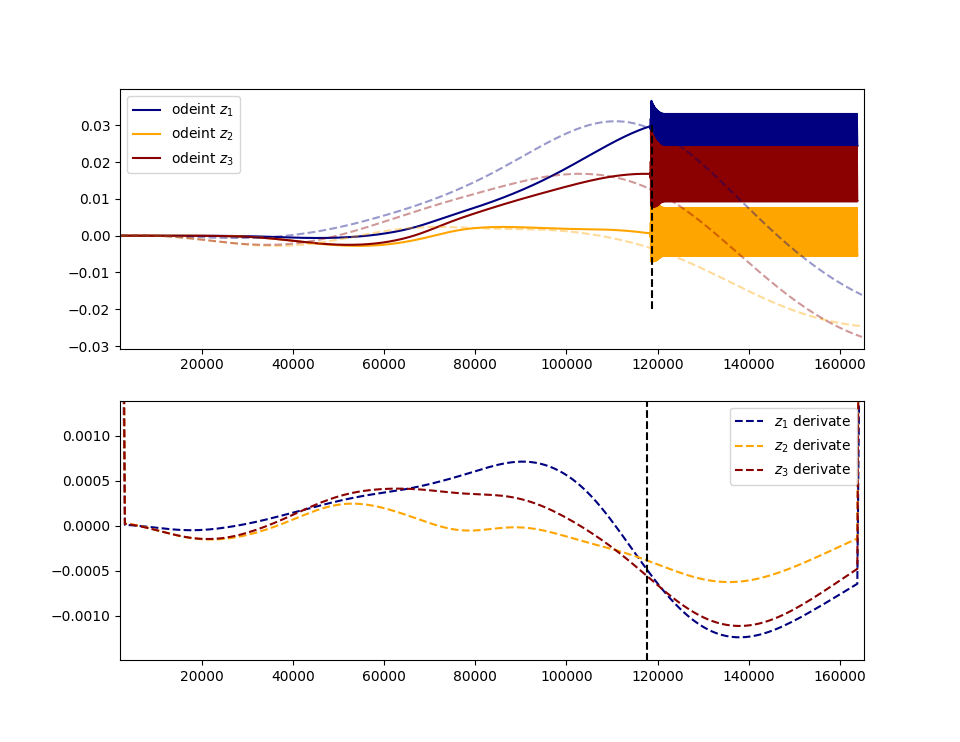 0.03
0.02
0.01
0.00
−0.01
−0.02
−0.03
odeint z₁
odeint z₂
odeint z₃
20000 40000 60000 80000 100000 120000 140000 160000
0.0010
0.0005
0.0000
−0.0005
−0.0010
z₁ derivate
z₂ derivate
z₃ derivate
20000 40000 60000 80000 100000 120000 140000 160000